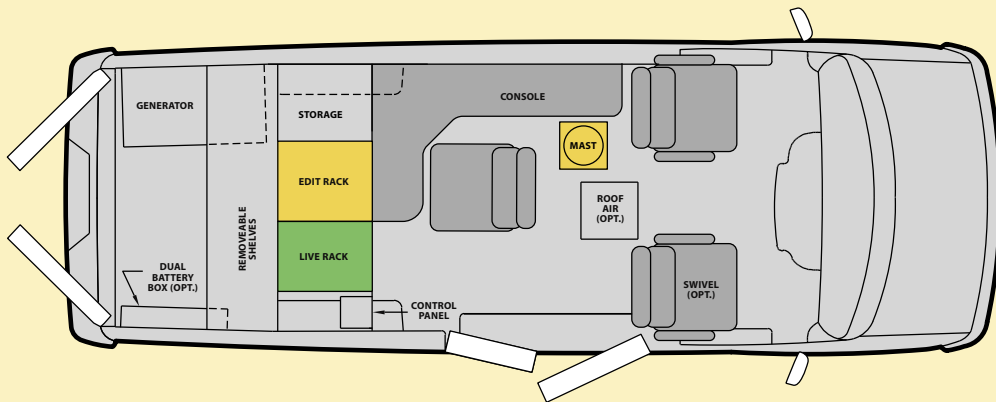 GENERATOR
STORAGE
CONSOLE
MAST
EDIT RACK
ROOF
AIR
(OPT.)
REMOVEABLE
SHELVES
LIVE RACK
DUAL
BATTERY
BOX (OPT.)
SWIVEL
(OPT.)
CONTROL
PANEL